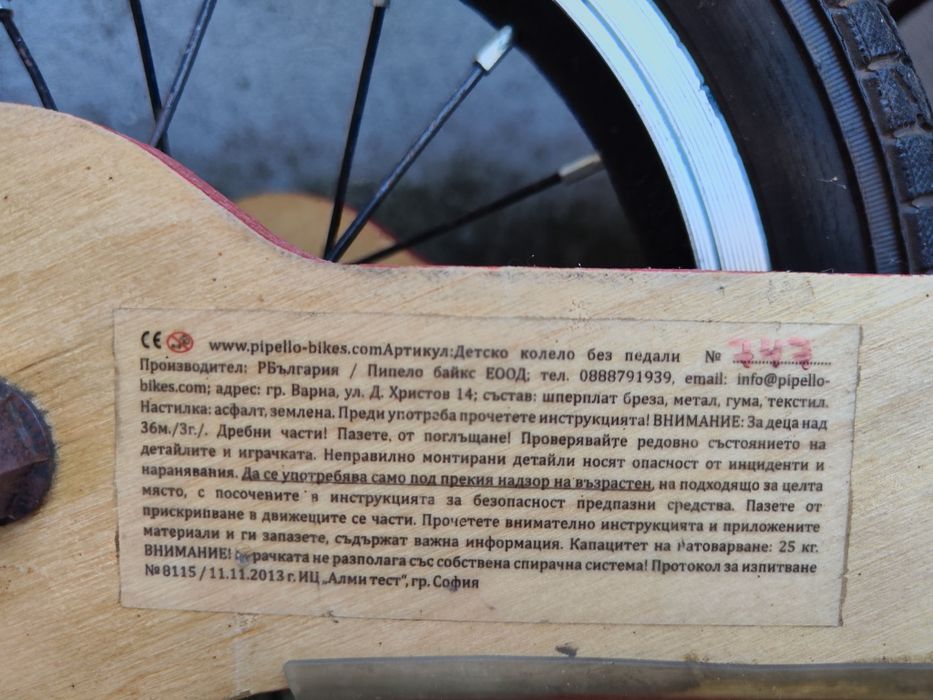 CE www.pipello-bikes.comАртикул:Детско колело без педали №
Производител: РБългария / Пипело байкс ЕООД; тел. 0888791939, email: info@pipello-
bikes.com; адрес: гр. Варна, ул. Д. Христов 14; състав: шперплат бреза, метал, гума, текстил.
Настилка: асфалт, землена. Преди употреба прочетете инструкцията! ВНИМАНИЕ: За деца над
36м./3г./. Дребни части! Пазете, от поглъщане! Проверявайте редовно състоянието на
детайлите и играчката. Неправилно монтирани детайли носят опасност от инциденти и
наранявания. Да се употребява само под прекия надзор на възрастен, на подходящо за целта
място, с посочените в инструкцията за безопасност предпазни средства. Пазете от
прискрипване в движещите се части. Прочетете внимателно инструкцията и приложените
материали и ги запазете, съдържат важна информация. Капацитет на натоварване: 25 кг.
ВНИМАНИЕ! Играчката не разполага със собствена спирачна система! Протокол за изпитване
№ 8115 / 11.11.2013 г. ИЦ „Алми тест“, гр. София